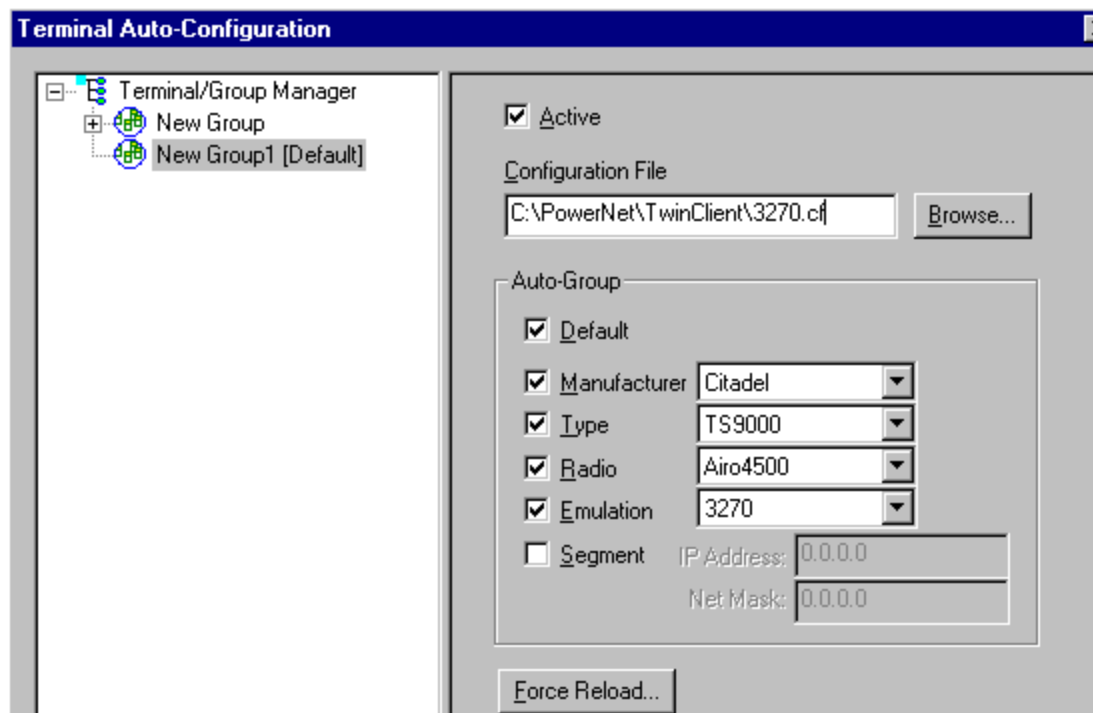 Terminal Auto-Configuration
Terminal/Group Manager
New Group
New Group1 [Default]
Active
Configuration File
C:\PowerNet\TwinClient\3270.cf
Browse...
Auto-Group
Default
Manufacturer Citadel
Type TS9000
Radio Airo4500
Emulation 3270
Segment IP Address: 0.0.0.0
Net Mask: 0.0.0.0
Force Reload...